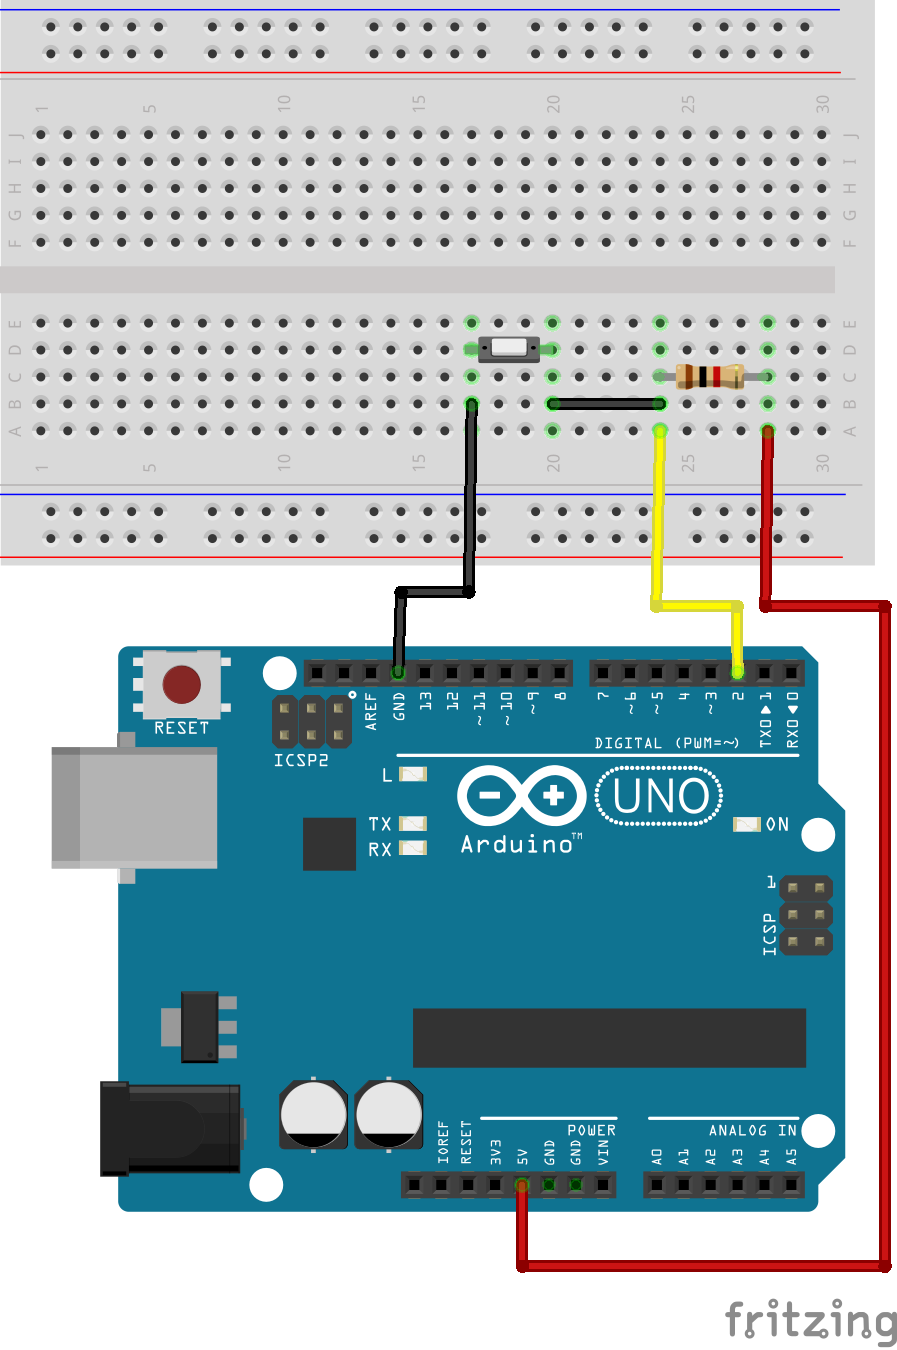 1 5 10 15 20 25 30
J J
I I
H H
G G
F F
E E
D D
C C
B B
A A
1 5 10 15 20 25 30
RESET
ICSP2
AREF
GND
13
12
~11
~10
~9
8
7
~6
~5
4
~3
2
TX0▶1
RX0◀0
DIGITAL (PWM=~)
L
TX
RX
Arduino™
UNO
ON
1
ICSP
POWER
ANALOG IN
IOREF
RESET
3V3
5V
GND
GND
VIN
A0
A1
A2
A3
A4
A5
fritzing